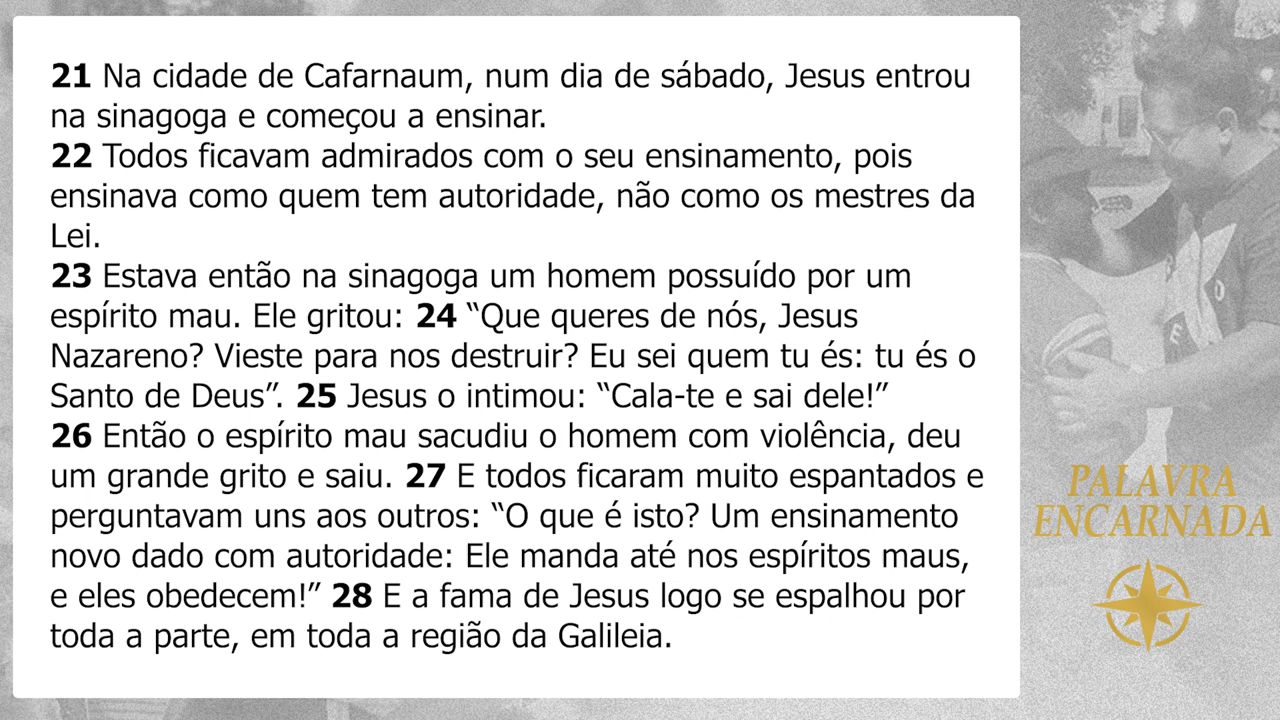 21 Na cidade de Cafarnaum, num dia de sábado, Jesus entrou
na sinagoga e começou a ensinar.
22 Todos ficavam admirados com o seu ensinamento, pois
ensinava como quem tem autoridade, não como os mestres da
Lei.
23 Estava então na sinagoga um homem possuído por um
espírito mau. Ele gritou: 24 “Que queres de nós, Jesus
Nazareno? Vieste para nos destruir? Eu sei quem tu és: tu és o
Santo de Deus”. 25 Jesus o intimou: “Cala-te e sai dele!”
26 Então o espírito mau sacudiu o homem com violência, deu
um grande grito e saiu. 27 E todos ficaram muito espantados e
perguntavam uns aos outros: “O que é isto? Um ensinamento
novo dado com autoridade: Ele manda até nos espíritos maus,
e eles obedecem!” 28 E a fama de Jesus logo se espalhou por
toda a parte, em toda a região da Galileia.
PALAVRA
ENCARNADA